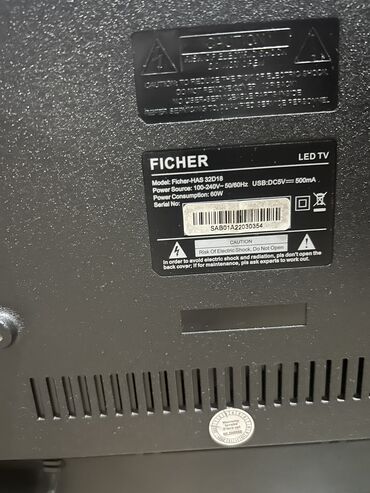 CAUTION
FICHER
LED TV
Model: Ficher-HAS 32D18
Power Source: 100-240V~50/60Hz USB:DC5V⎓500mA
Power Consumption: 60W
Serial No:
SAB01A22030354
CAUTION
Risk Of Electric Shock, Do Not Open
In order to avoid electric shock and radiation, pls don't open the
back cover; if for maintenance, pls ask experts to work out.